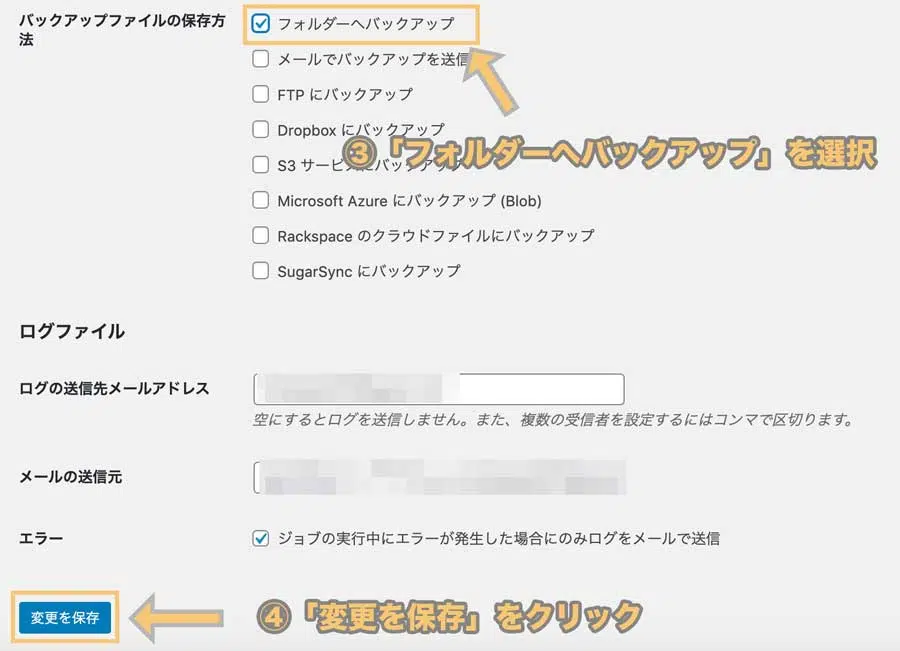 バックアップファイルの保存方
法
フォルダーへバックアップ
メールでバックアップを送信
FTP にバックアップ
Dropbox にバックアップ
③「フォルダーへバックアップ」を選択
S3 サービスにバックアップ
Microsoft Azure にバックアップ (Blob)
Rackspace のクラウドファイルにバックアップ
SugarSync にバックアップ
ログファイル
ログの送信先メールアドレス
空にするとログを送信しません。また、複数の受信者を設定するにはコンマで区切ります。
メールの送信元
エラー
ジョブの実行中にエラーが発生した場合にのみログをメールで送信
変更を保存
④「変更を保存」をクリック